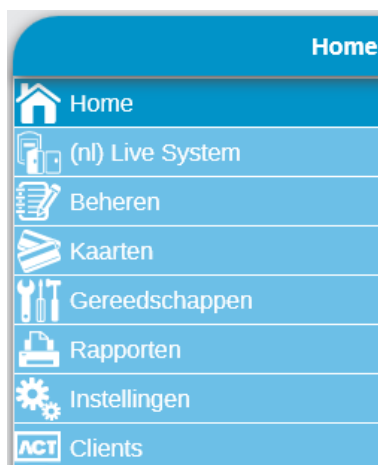 Home
Home
(nl) Live System
Beheren
Kaarten
Gereedschappen
Rapporten
Instellingen
ACT Clients